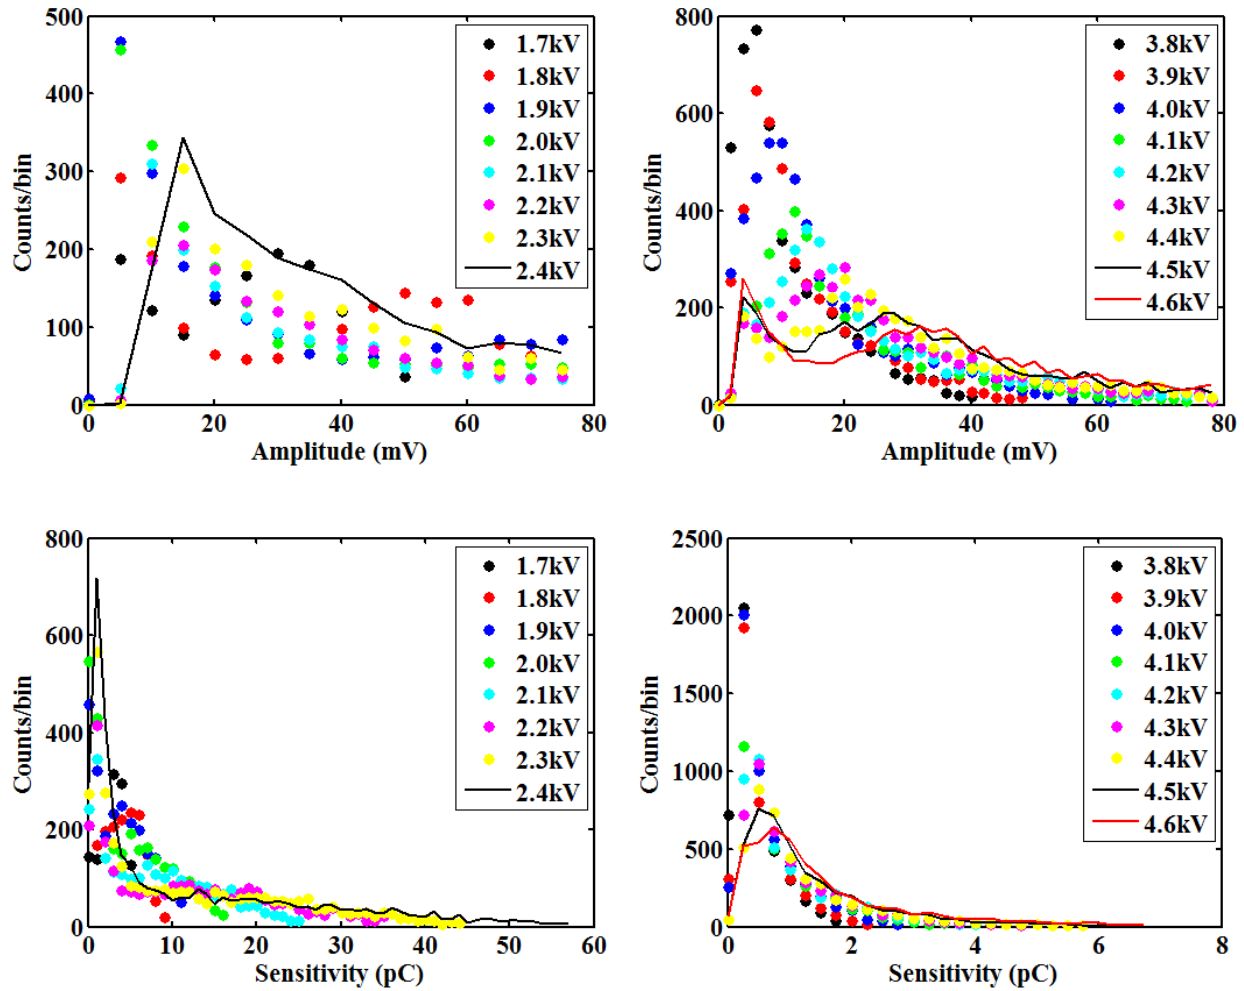 500
400
300
200
100
0
Counts/bin
0 20 40 60 80
Amplitude (mV)
1.7kV
1.8kV
1.9kV
2.0kV
2.1kV
2.2kV
2.3kV
2.4kV
800
600
400
200
0
Counts/bin
0 20 40 60 80
Amplitude (mV)
3.8kV
3.9kV
4.0kV
4.1kV
4.2kV
4.3kV
4.4kV
4.5kV
4.6kV
800
600
400
200
0
Counts/bin
0 10 20 30 40 50 60
Sensitivity (pC)
1.7kV
1.8kV
1.9kV
2.0kV
2.1kV
2.2kV
2.3kV
2.4kV
2500
2000
1500
1000
500
0
Counts/bin
0 2 4 6 8
Sensitivity (pC)
3.8kV
3.9kV
4.0kV
4.1kV
4.2kV
4.3kV
4.4kV
4.5kV
4.6kV